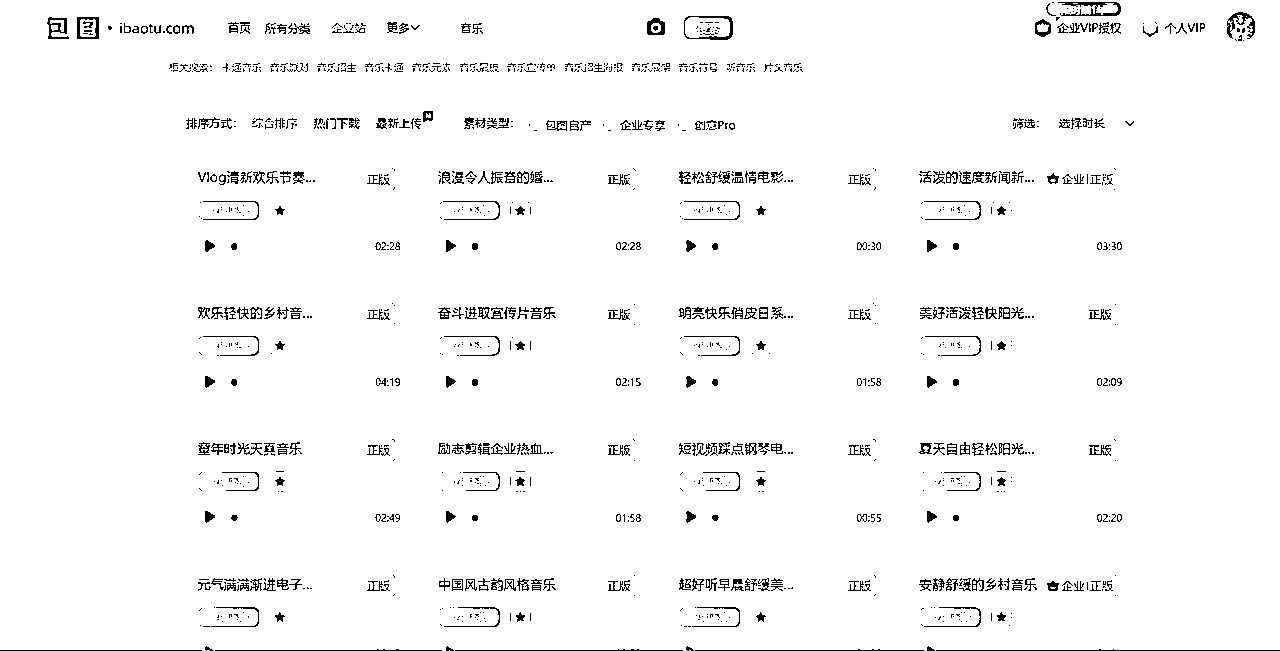 包图 · ibaotu.com 首页 所有分类 企业站 更多 音乐 企业VIP授权 个人VIP
相关搜索: 卡通音乐 音乐派对 音乐招生 音乐卡通 音乐元素 音乐展板 音乐宣传 音乐招生海报 音乐展架 音乐符号 听音乐 片头音乐
排序方式: 综合排序 热门下载 最新上传 N 素材类型: 包图自产 企业专享 创意Pro 筛选: 选择时长
Vlog清新欢乐节奏... 正版 浪漫令人振奋的婚... 正版 轻松舒缓温情电影... 正版 活泼的速度新闻新... 企业|正版
02:28 02:28 00:30 03:30
欢乐轻快的乡村音... 正版 奋斗进取宣传片音乐 正版 明亮快乐俏皮日系... 正版 美好活泼轻快阳光... 正版
04:19 02:15 01:58 02:09
童年时光天真音乐 正版 励志剪辑企业热血... 正版 短视频踩点钢琴电... 正版 夏天自由轻松阳光... 正版
02:49 01:58 00:55 02:20
元气满满渐进电子... 正版 中国风古韵风格音乐 正版 超好听早晨舒缓美... 正版 安静舒缓的乡村音乐 企业|正版